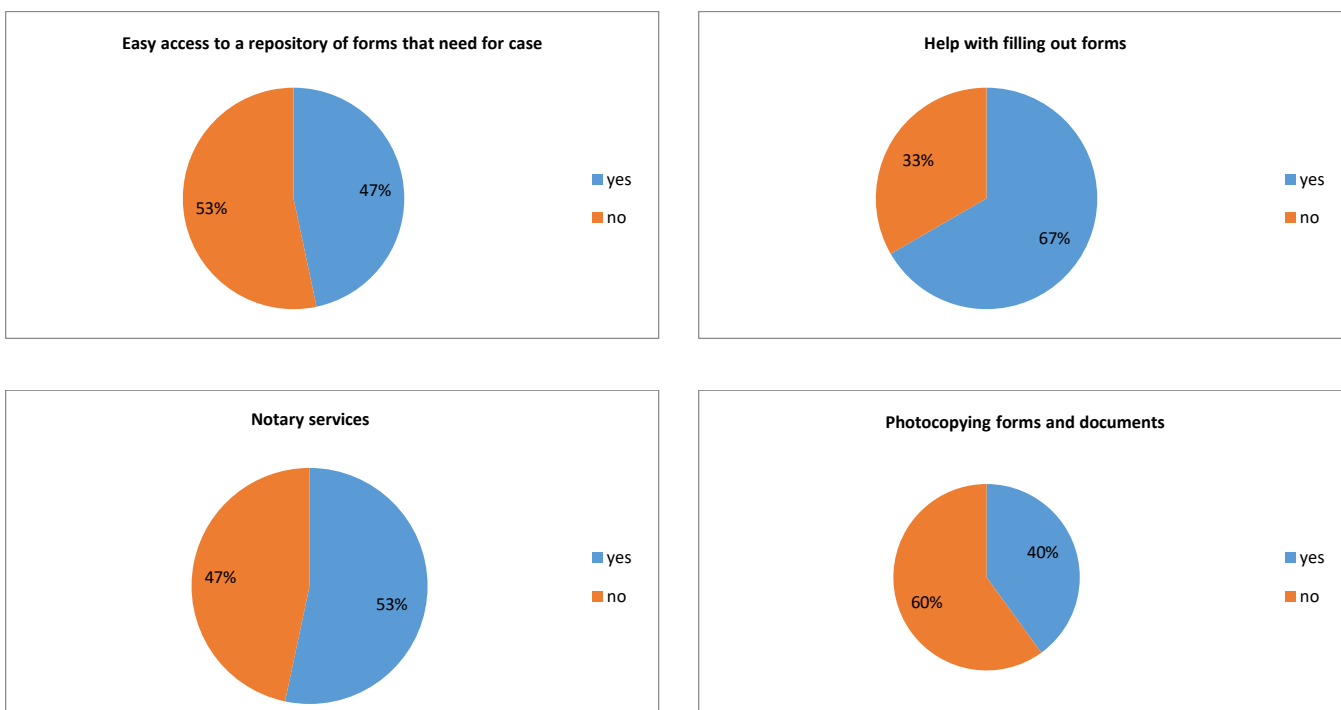 Easy access to a repository of forms that need for case
47%
53%
yes
no
Help with filling out forms
33%
67%
yes
no
Notary services
47%
53%
yes
no
Photocopying forms and documents
40%
60%
yes
no